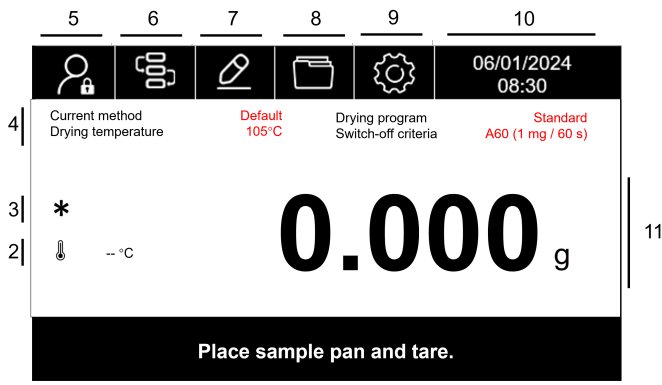 5 6 7 8 9 10
06/01/2024
08:30
4 Current method Default Drying program Standard
Drying temperature 105°C Switch-off criteria A60 (1 mg / 60 s)
3 *
0.000 g 11
2 -- °C
Place sample pan and tare.